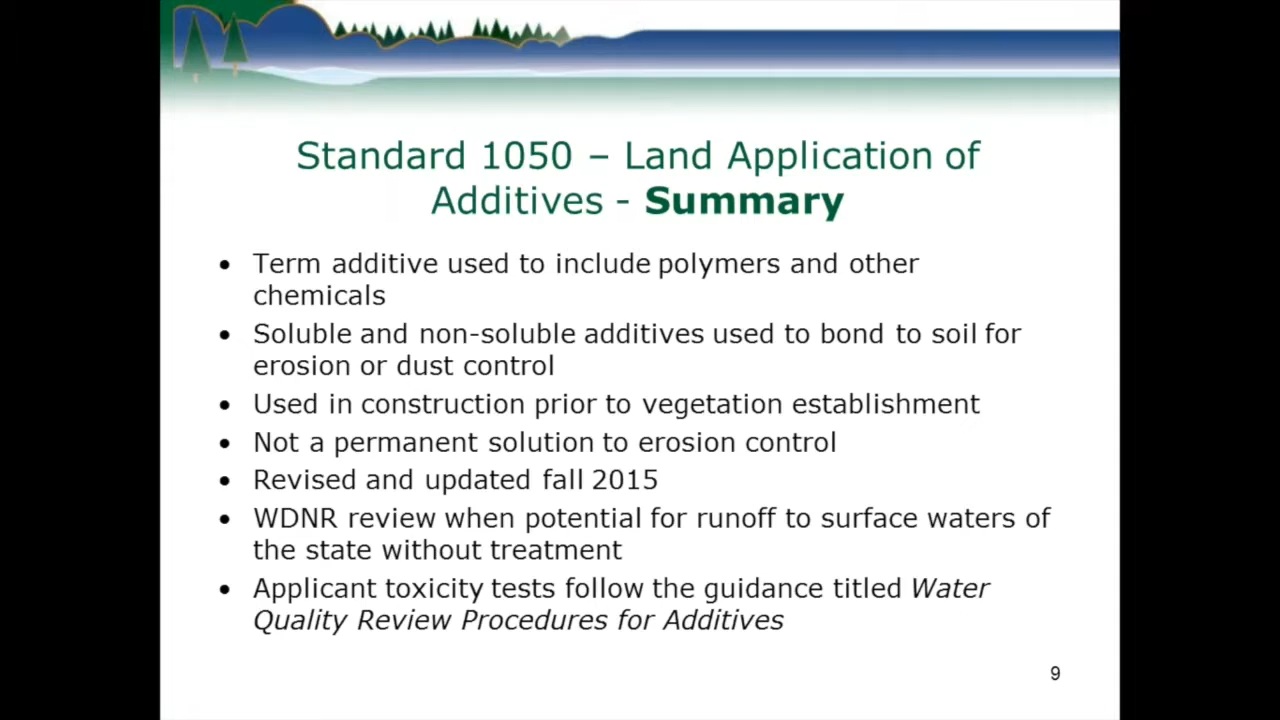 Standard 1050 – Land Application of
Additives - Summary
• Term additive used to include polymers and other
chemicals
• Soluble and non-soluble additives used to bond to soil for
erosion or dust control
• Used in construction prior to vegetation establishment
• Not a permanent solution to erosion control
• Revised and updated fall 2015
• WDNR review when potential for runoff to surface waters of
the state without treatment
• Applicant toxicity tests follow the guidance titled Water
Quality Review Procedures for Additives
9